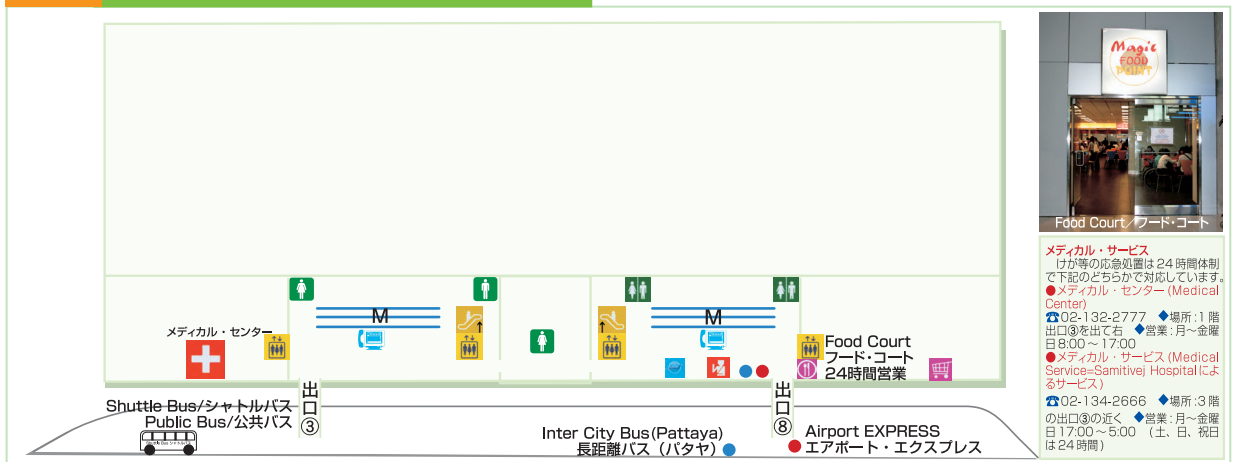 Magic
FOOD
POINT
Food Court/フード・コート
M
M
メディカル・センター
Food Court
フード・コート
24時間営業
出口③
出口⑧
Shuttle Bus/シャトルバス
Public Bus/公共バス
Shuttle Bus シャトルバス
Inter City Bus(Pattaya)
長距離バス（パタヤ）
Airport EXPRESS
エアポート・エクスプレス
メディカル・サービス
けが等の応急処置は24時間体制
で下記のどちらかで対応しています。
●メディカル・センター(Medical
Center)
☎02-132-2777 ◆場所:1階
出口③を出て右 ◆営業:月～金曜
日8:00～17:00
●メディカル・サービス(Medical
Service=Samitivej Hospitalによ
るサービス)
☎02-134-2666 ◆場所:3階
の出口③の近く ◆営業:月～金曜
日17:00～5:00 （土、日、祝日
は24時間）